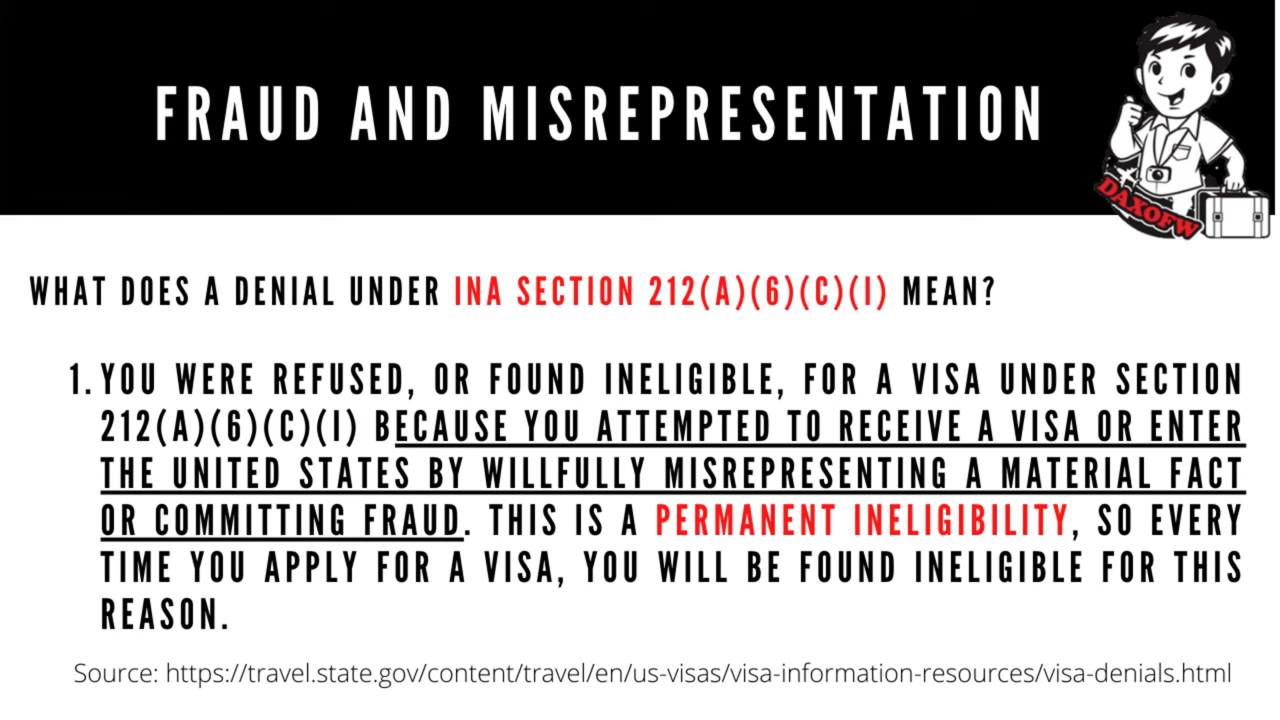 FRAUD AND MISREPRESENTATION
DAXOFW
WHAT DOES A DENIAL UNDER INA SECTION 212(A)(6)(C)(I) MEAN?
1. YOU WERE REFUSED, OR FOUND INELIGIBLE, FOR A VISA UNDER SECTION
212(A)(6)(C)(I) BECAUSE YOU ATTEMPTED TO RECEIVE A VISA OR ENTER
THE UNITED STATES BY WILLFULLY MISREPRESENTING A MATERIAL FACT
OR COMMITTING FRAUD. THIS IS A PERMANENT INELIGIBILITY, SO EVERY
TIME YOU APPLY FOR A VISA, YOU WILL BE FOUND INELIGIBLE FOR THIS
REASON.
Source: https://travel.state.gov/content/travel/en/us-visas/visa-information-resources/visa-denials.html